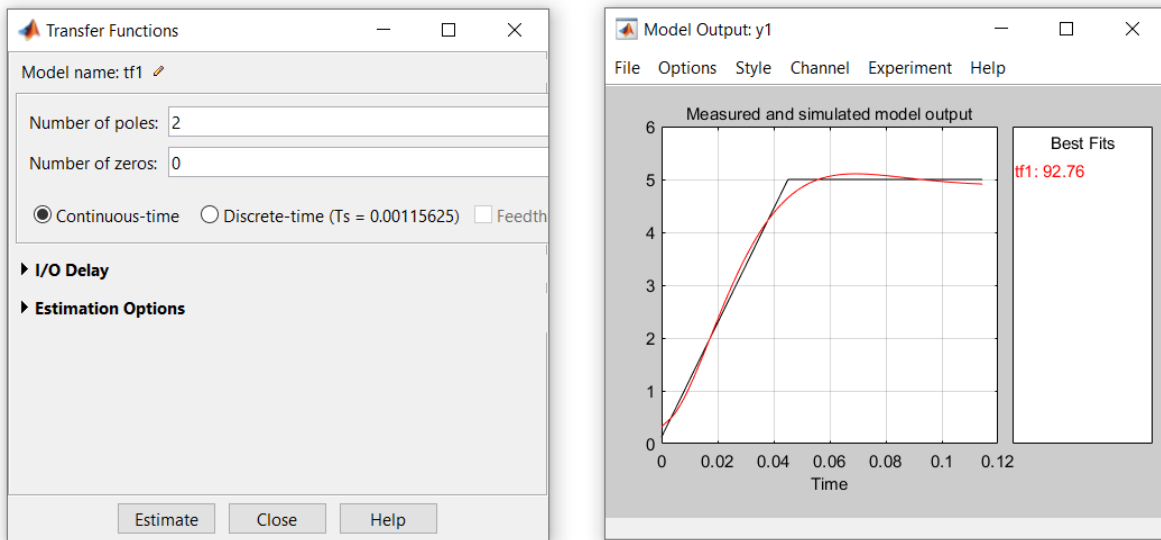 Transfer Functions
Model name: tf1
Number of poles: 2
Number of zeros: 0
Continuous-time Discrete-time (Ts = 0.00115625) Feedth
I/O Delay
Estimation Options
Estimate Close Help
Model Output: y1
File Options Style Channel Experiment Help
Measured and simulated model output
6
5
4
3
2
1
0
0 0.02 0.04 0.06 0.08 0.1 0.12
Time
Best Fits
tf1: 92.76